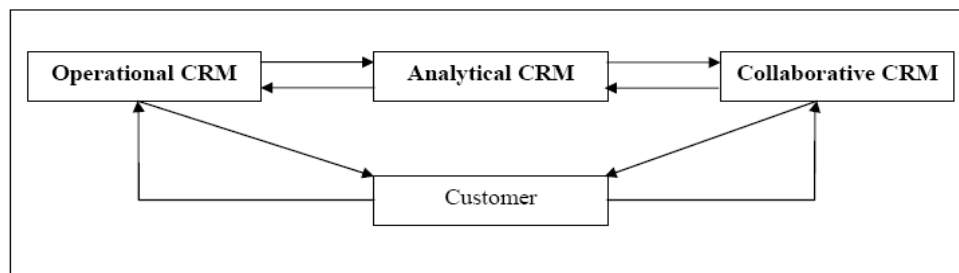 Operational CRM
Analytical CRM
Collaborative CRM
Customer